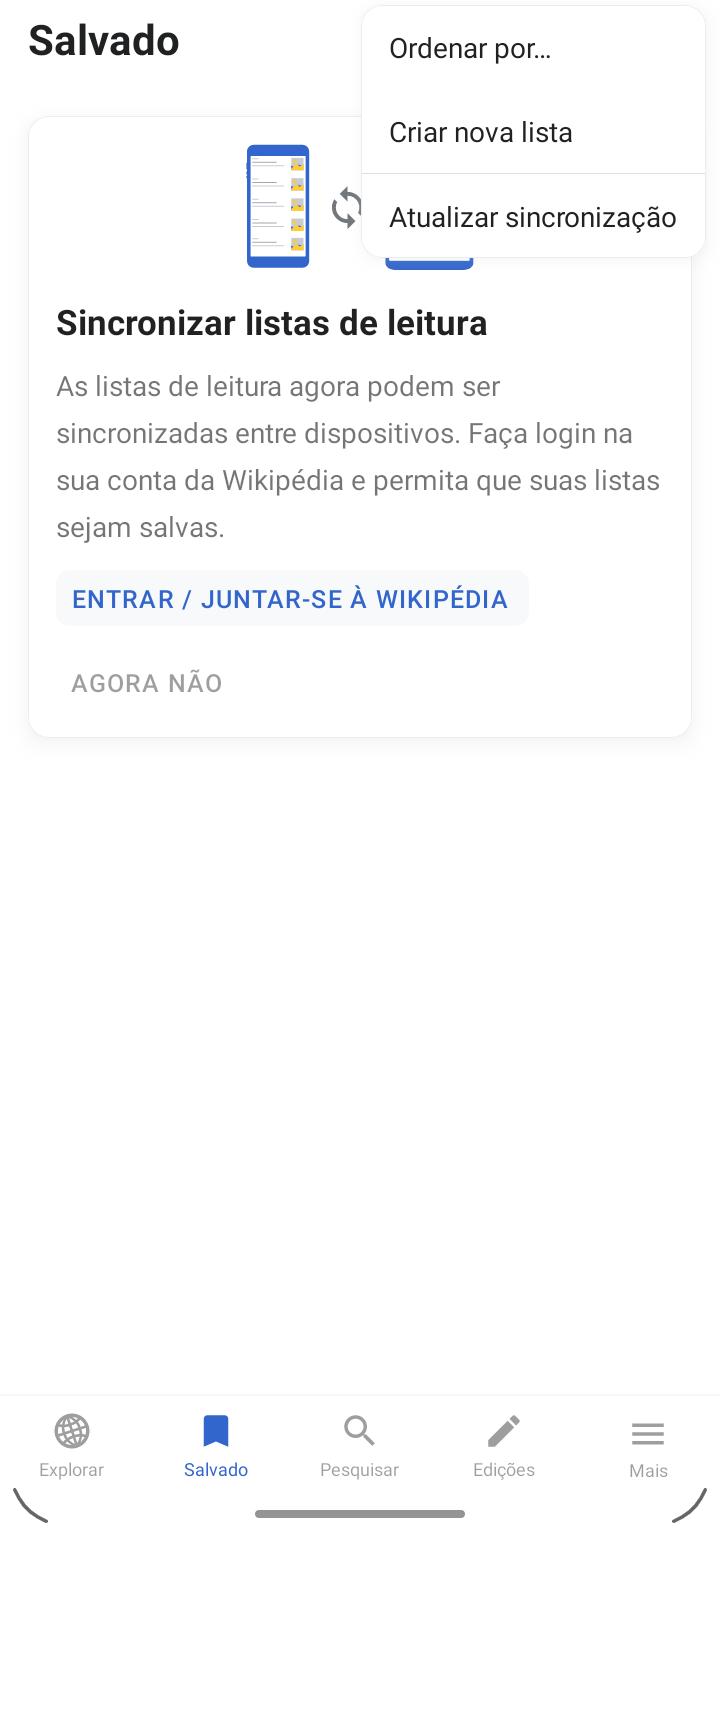 Salvado
Ordenar por...
Criar nova lista
Atualizar sincronização
Sincronizar listas de leitura
As listas de leitura agora podem ser
sincronizadas entre dispositivos. Faça login na
sua conta da Wikipédia e permita que suas listas
sejam salvas.
ENTRAR / JUNTAR-SE À WIKIPÉDIA
AGORA NÃO
Explorar
Salvado
Pesquisar
Edições
Mais